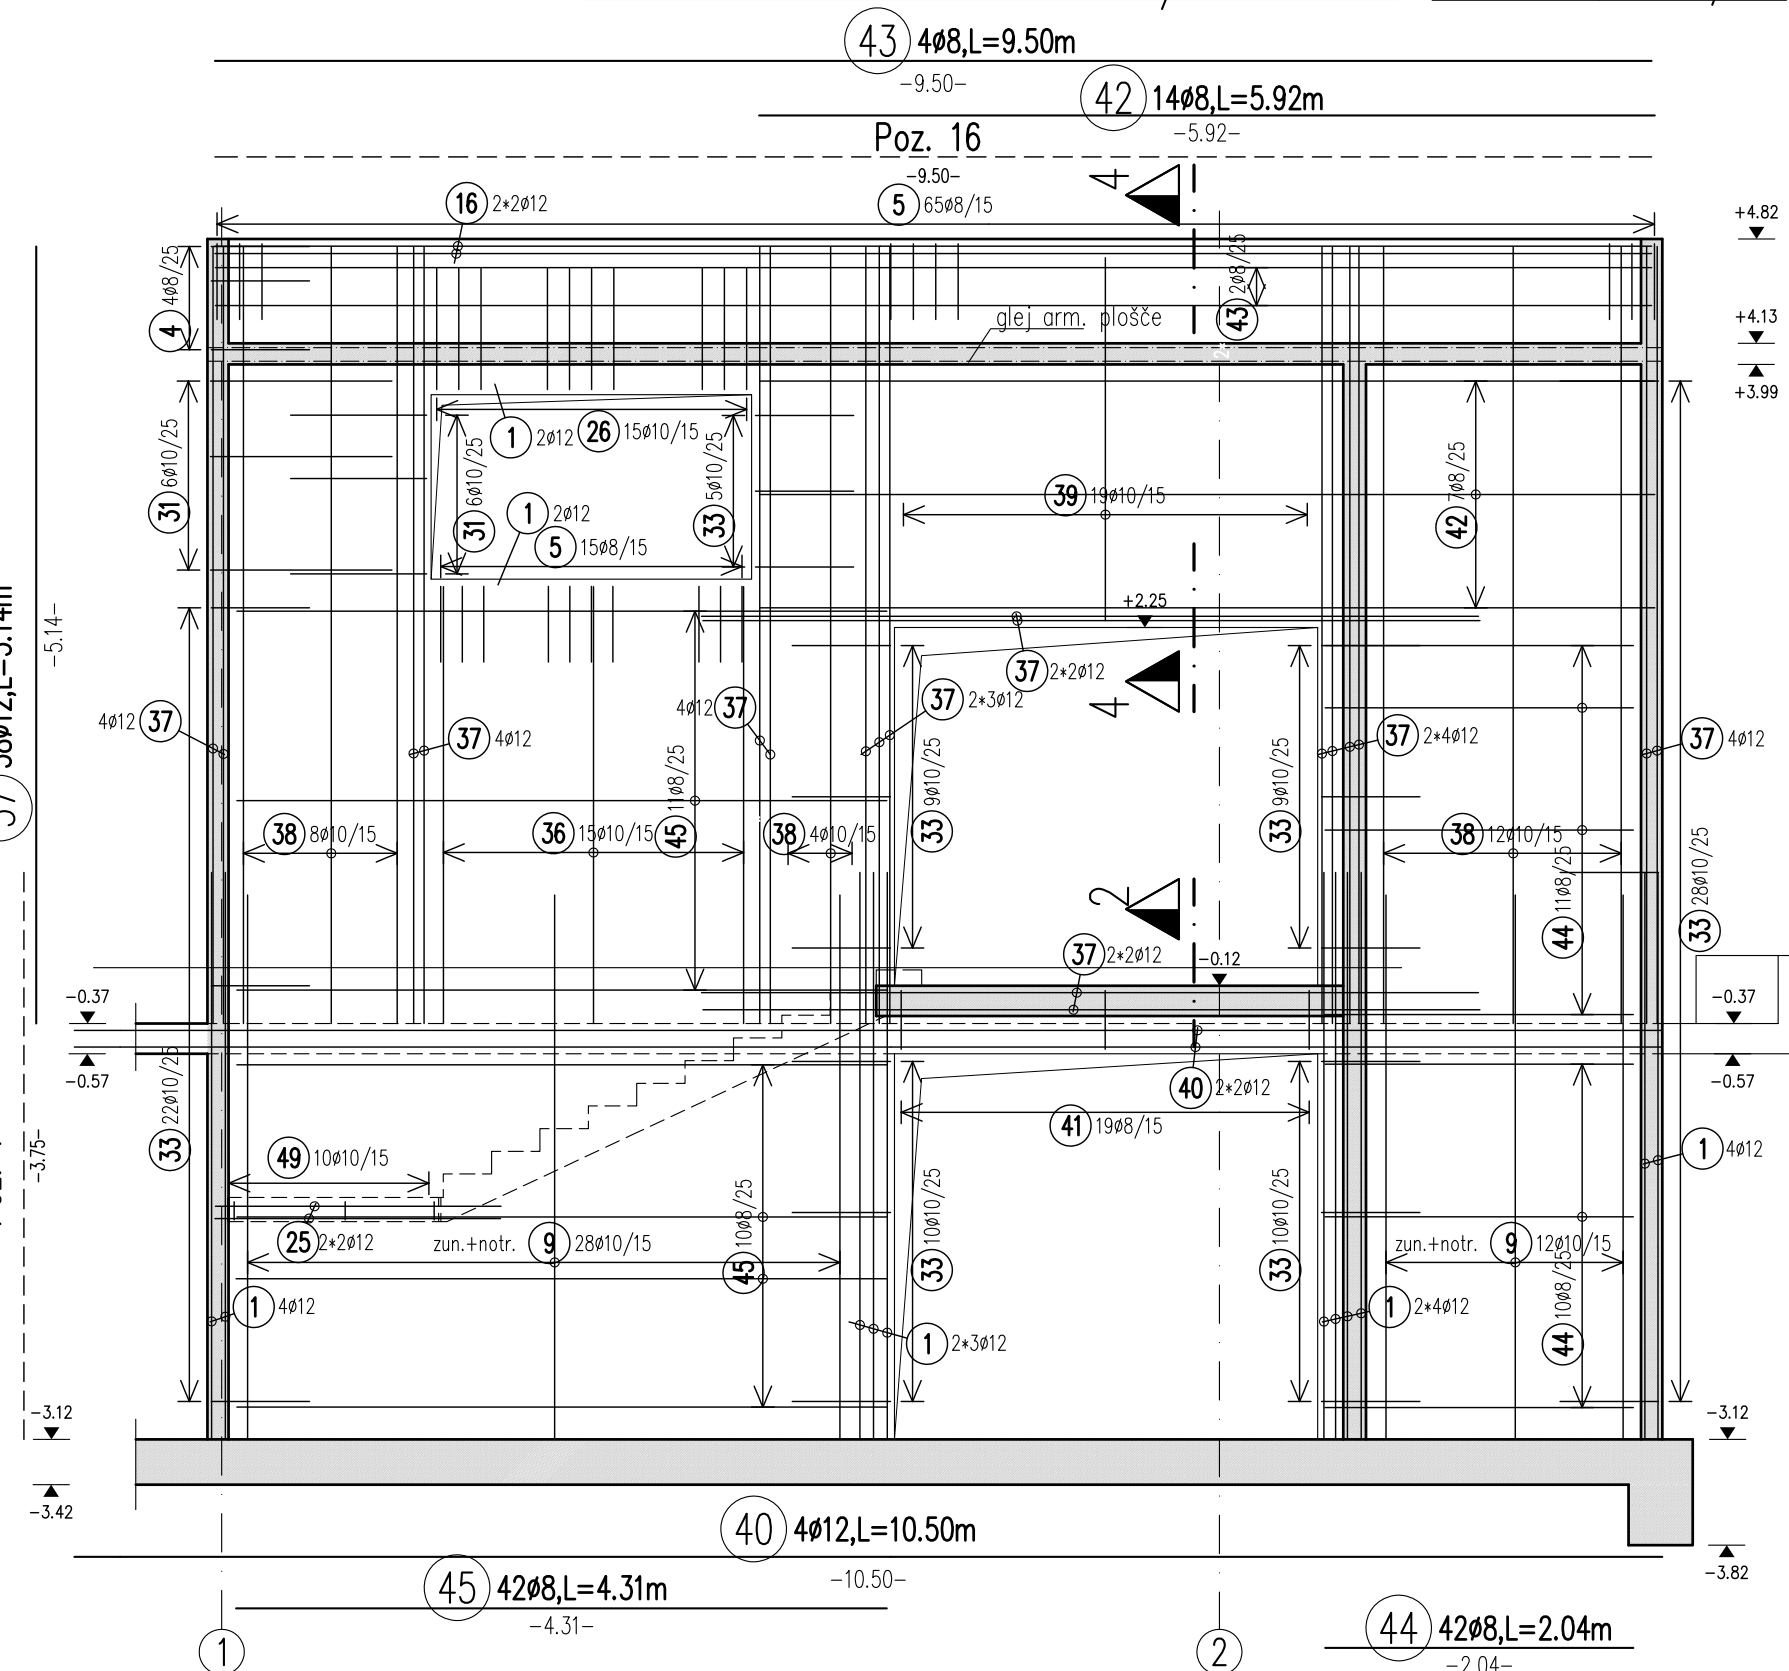 43 4ø8,L=9.50m
-9.50-
42 14ø8,L=5.92m
-5.92-
Poz. 16
-9.50-
4
16 2*2ø12
5 65ø8/15
+4.82
4 4ø8/25
43 2ø8/25
glej arm. plošče
+4.13
+3.99
31 6ø10/25
1 2ø12
26 15ø10/15
31 6ø10/25
33 5ø10/25
1 2ø12
5 15ø8/15
39 19ø10/15
42 7ø8/25
-5.14-
+2.25
37 2*2ø12
4
4ø12 37
37 4ø12
4ø12 37
37 2*3ø12
37 2*4ø12
37 4ø12
45 11ø8/25
33 9ø10/25
33 9ø10/25
38 8ø10/15
36 15ø10/15
38 4ø10/15
38 12ø10/15
44 11ø8/25
33 28ø10/25
2
37 2*2ø12
-0.12
-0.37
-0.37
-0.57
-0.57
33 22ø10/25
40 2*2ø12
41 19ø8/15
-3.75-
49 10ø10/15
25 2*2ø12
zun.+notr. 9 28ø10/15
45 10ø8/25
33 10ø10/25
33 10ø10/25
zun.+notr. 9 12ø10/15
44 10ø8/25
1 4ø12
1 4ø12
1 2*3ø12
1 2*4ø12
-3.12
-3.12
-3.42
-3.82
40 4ø12,L=10.50m
-10.50-
45 42ø8,L=4.31m
-4.31-
44 42ø8,L=2.04m
-2.04-
1
2